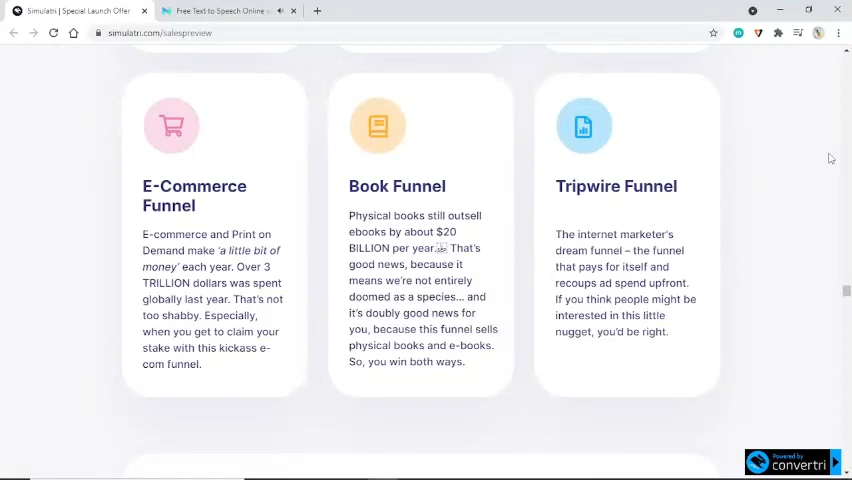 Simulatri | Special Launch Offer
Free Text to Speech Online w
simulatri.com/salespreview
E-Commerce
Funnel
E-commerce and Print on
Demand make ‘a little bit of
money’ each year. Over 3
TRILLION dollars was spent
globally last year. That’s not
too shabby. Especially,
when you get to claim your
stake with this kickass e-
com funnel.
Book Funnel
Physical books still outsell
ebooks by about $20
BILLION per year. That’s
good news, because it
means we’re not entirely
doomed as a species… and
it’s doubly good news for
you, because this funnel sells
physical books and e-books.
So, you win both ways.
Tripwire Funnel
The internet marketer’s
dream funnel – the funnel
that pays for itself and
recoups ad spend upfront.
If you think people might be
interested in this little
nugget, you’d be right.
Powered by
convertri